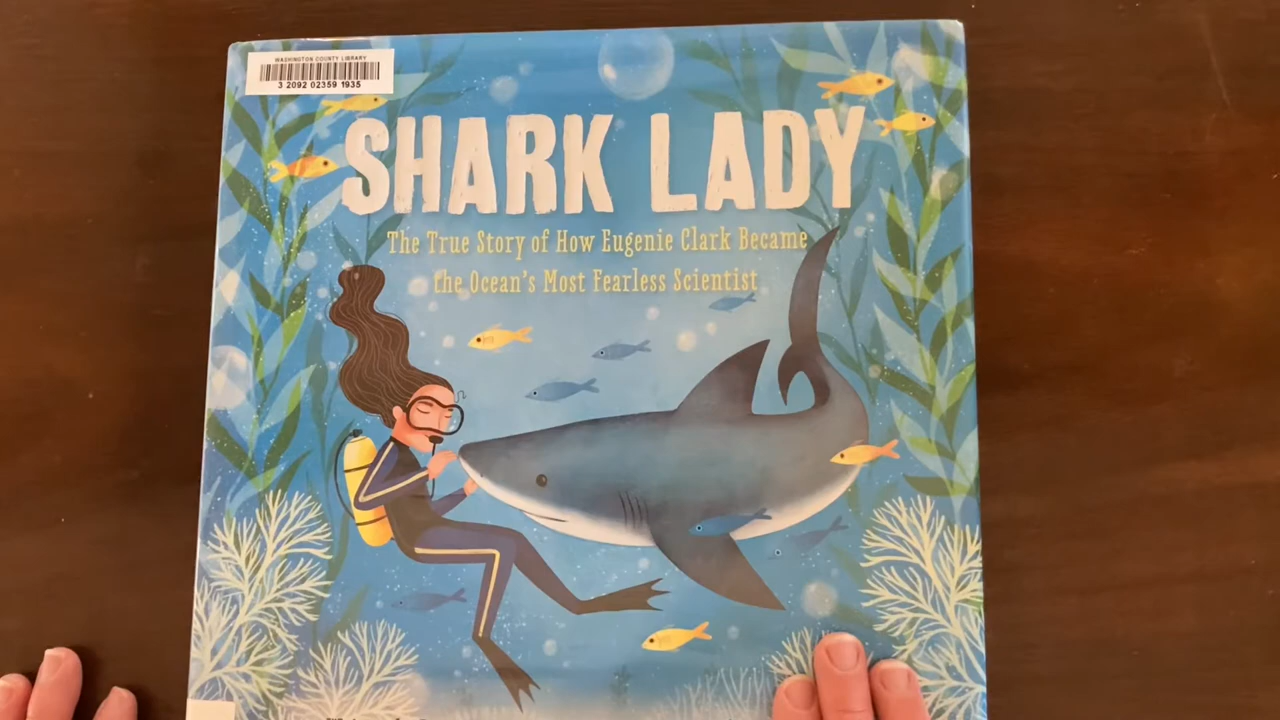 WASHINGTON COUNTY LIBRARY
3 2092 02359 1935
SHARK LADY
The True Story of How Eugenie Clark Became
the Ocean's Most Fearless Scientist